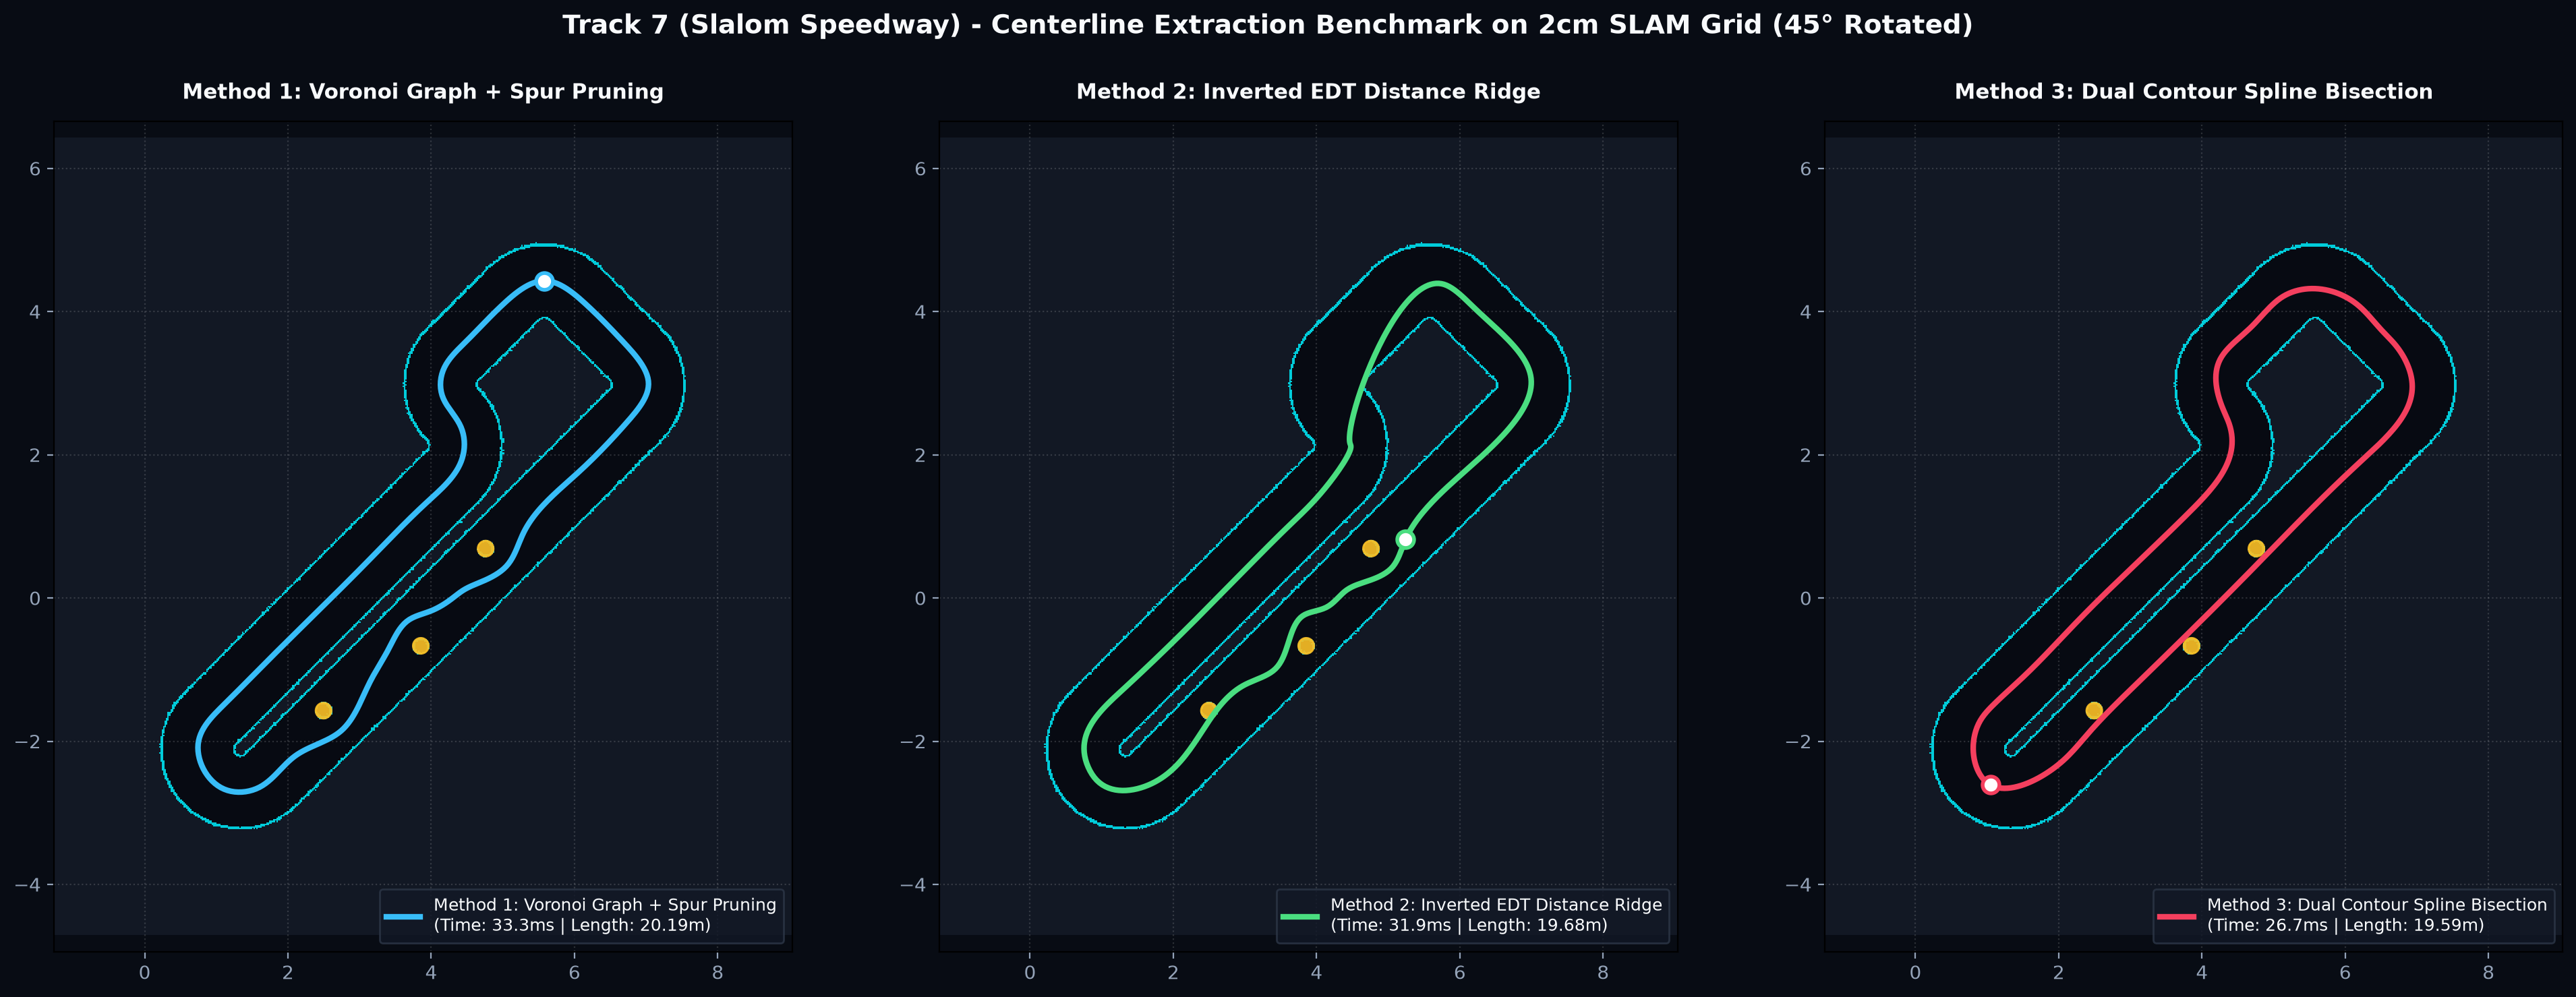 Track 7 (Slalom Speedway) - Centerline Extraction Benchmark on 2cm SLAM Grid (45° Rotated)
Method 1: Voronoi Graph + Spur Pruning
6
4
2
0
−2
−4
0 2 4 6 8
Method 1: Voronoi Graph + Spur Pruning
(Time: 33.3ms | Length: 20.19m)
Method 2: Inverted EDT Distance Ridge
6
4
2
0
−2
−4
0 2 4 6 8
Method 2: Inverted EDT Distance Ridge
(Time: 31.9ms | Length: 19.68m)
Method 3: Dual Contour Spline Bisection
6
4
2
0
−2
−4
0 2 4 6 8
Method 3: Dual Contour Spline Bisection
(Time: 26.7ms | Length: 19.59m)